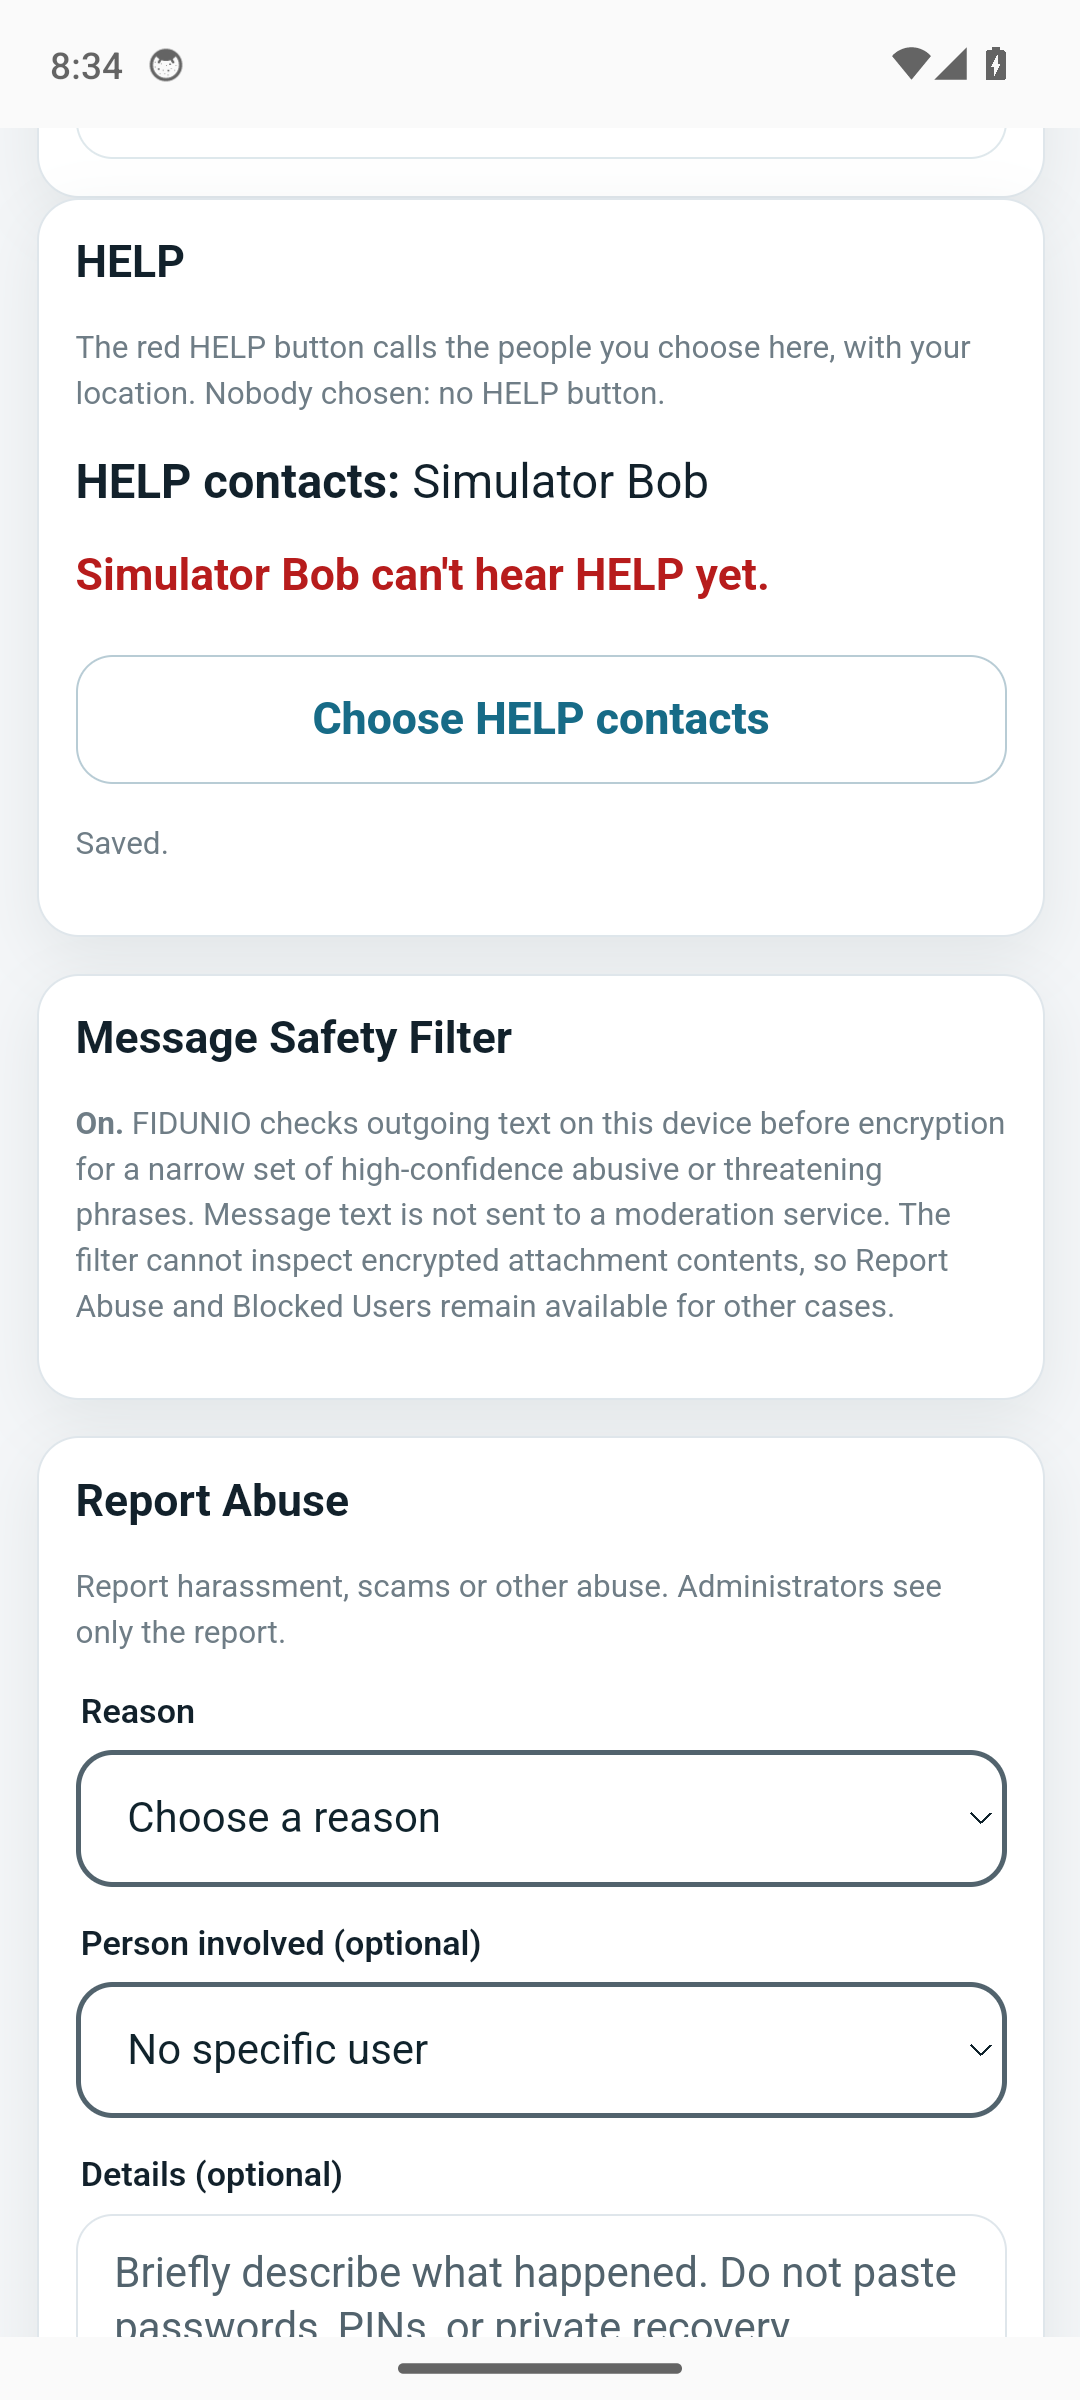 8:34
HELP
The red HELP button calls the people you choose here, with your
location. Nobody chosen: no HELP button.
HELP contacts: Simulator Bob
Simulator Bob can't hear HELP yet.
Choose HELP contacts
Saved.
Message Safety Filter
On. FIDUNIO checks outgoing text on this device before encryption
for a narrow set of high-confidence abusive or threatening
phrases. Message text is not sent to a moderation service. The
filter cannot inspect encrypted attachment contents, so Report
Abuse and Blocked Users remain available for other cases.
Report Abuse
Report harassment, scams or other abuse. Administrators see
only the report.
Reason
Choose a reason
Person involved (optional)
No specific user
Details (optional)
Briefly describe what happened. Do not paste
passwords, PINs, or private recovery